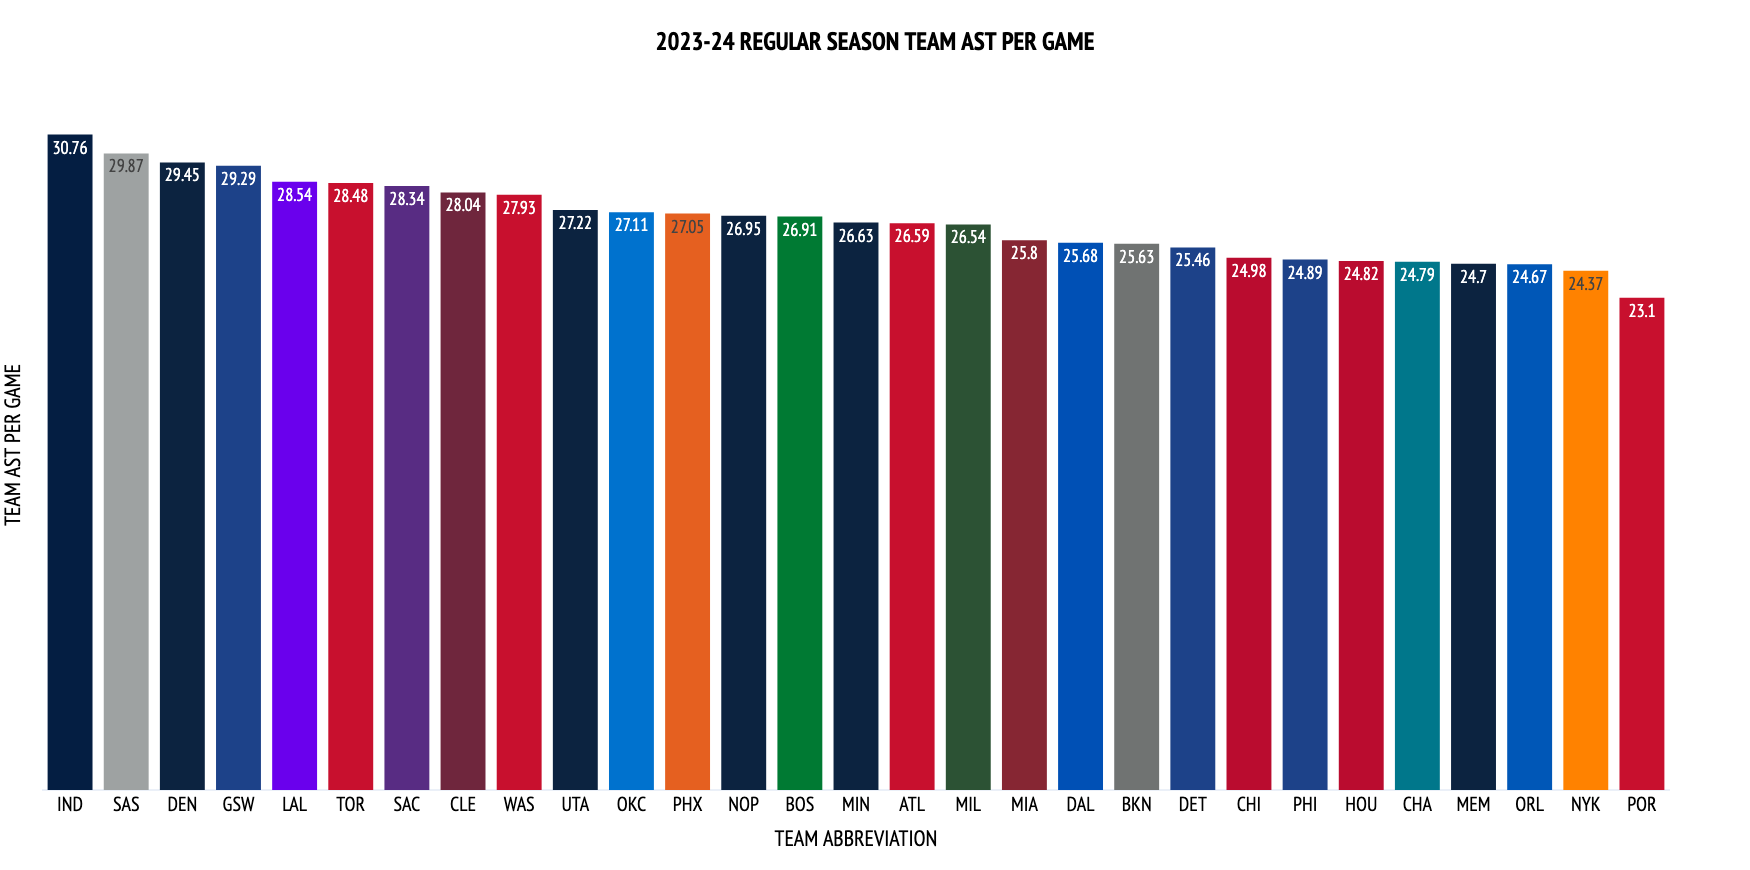 2023-24 REGULAR SEASON TEAM AST PER GAME
30.76 29.87 29.45 29.29 28.54 28.48 28.34 28.04 27.93 27.22 27.11 27.05 26.95 26.91 26.63 26.59 26.54 25.8 25.68 25.63 25.46 24.98 24.89 24.82 24.79 24.7 24.67 24.37 23.1
TEAM AST PER GAME
IND SAS DEN GSW LAL TOR SAC CLE WAS UTA OKC PHX NOP BOS MIN ATL MIL MIA DAL BKN DET CHI PHI HOU CHA MEM ORL NYK POR
TEAM ABBREVIATION